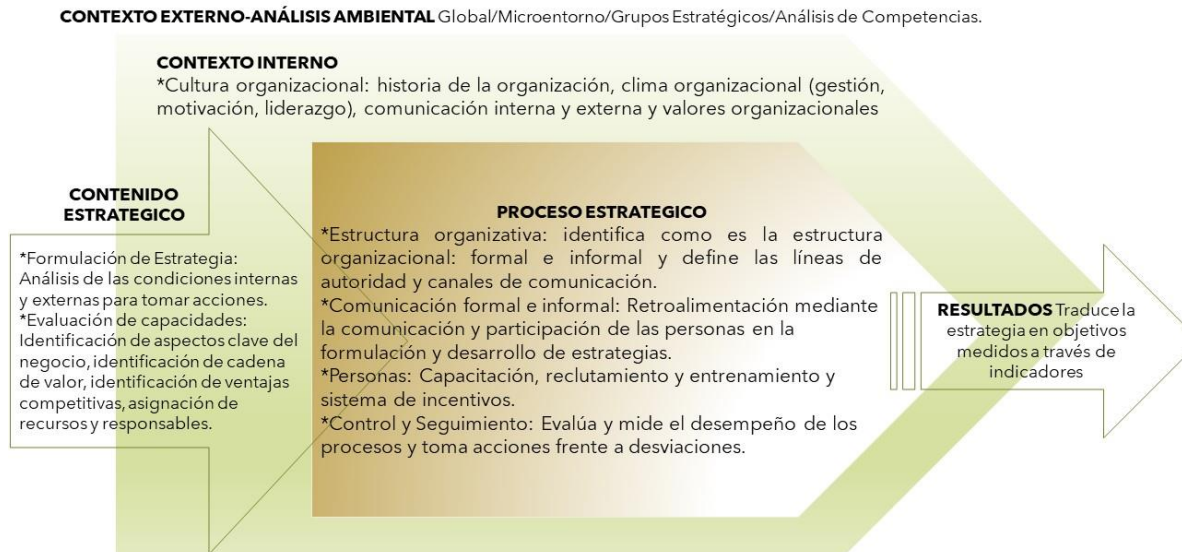 CONTEXTO EXTERNO-ANÁLISIS AMBIENTAL Global/Microentorno/Grupos Estratégicos/Análisis de Competencias.
CONTEXTO INTERNO
*Cultura organizacional: historia de la organización, clima organizacional (gestión,
motivación, liderazgo), comunicación interna y externa y valores organizacionales
CONTENIDO
ESTRATEGICO
*Formulación de Estrategia:
Análisis de las condiciones internas
y externas para tomar acciones.
*Evaluación de capacidades:
Identificación de aspectos clave del
negocio, identificación de cadena
de valor, identificación de ventajas
competitivas, asignación de
recursos y responsables.
PROCESO ESTRATEGICO
*Estructura organizativa: identifica como es la estructura
organizacional: formal e informal y define las líneas de
autoridad y canales de comunicación.
*Comunicación formal e informal: Retroalimentación mediante
la comunicación y participación de las personas en la
formulación y desarrollo de estrategias.
*Personas: Capacitación, reclutamiento y entrenamiento y
sistema de incentivos.
*Control y Seguimiento: Evalúa y mide el desempeño de los
procesos y toma acciones frente a desviaciones.
RESULTADOS Traduce la
estrategia en objetivos
medidos a través de
indicadores